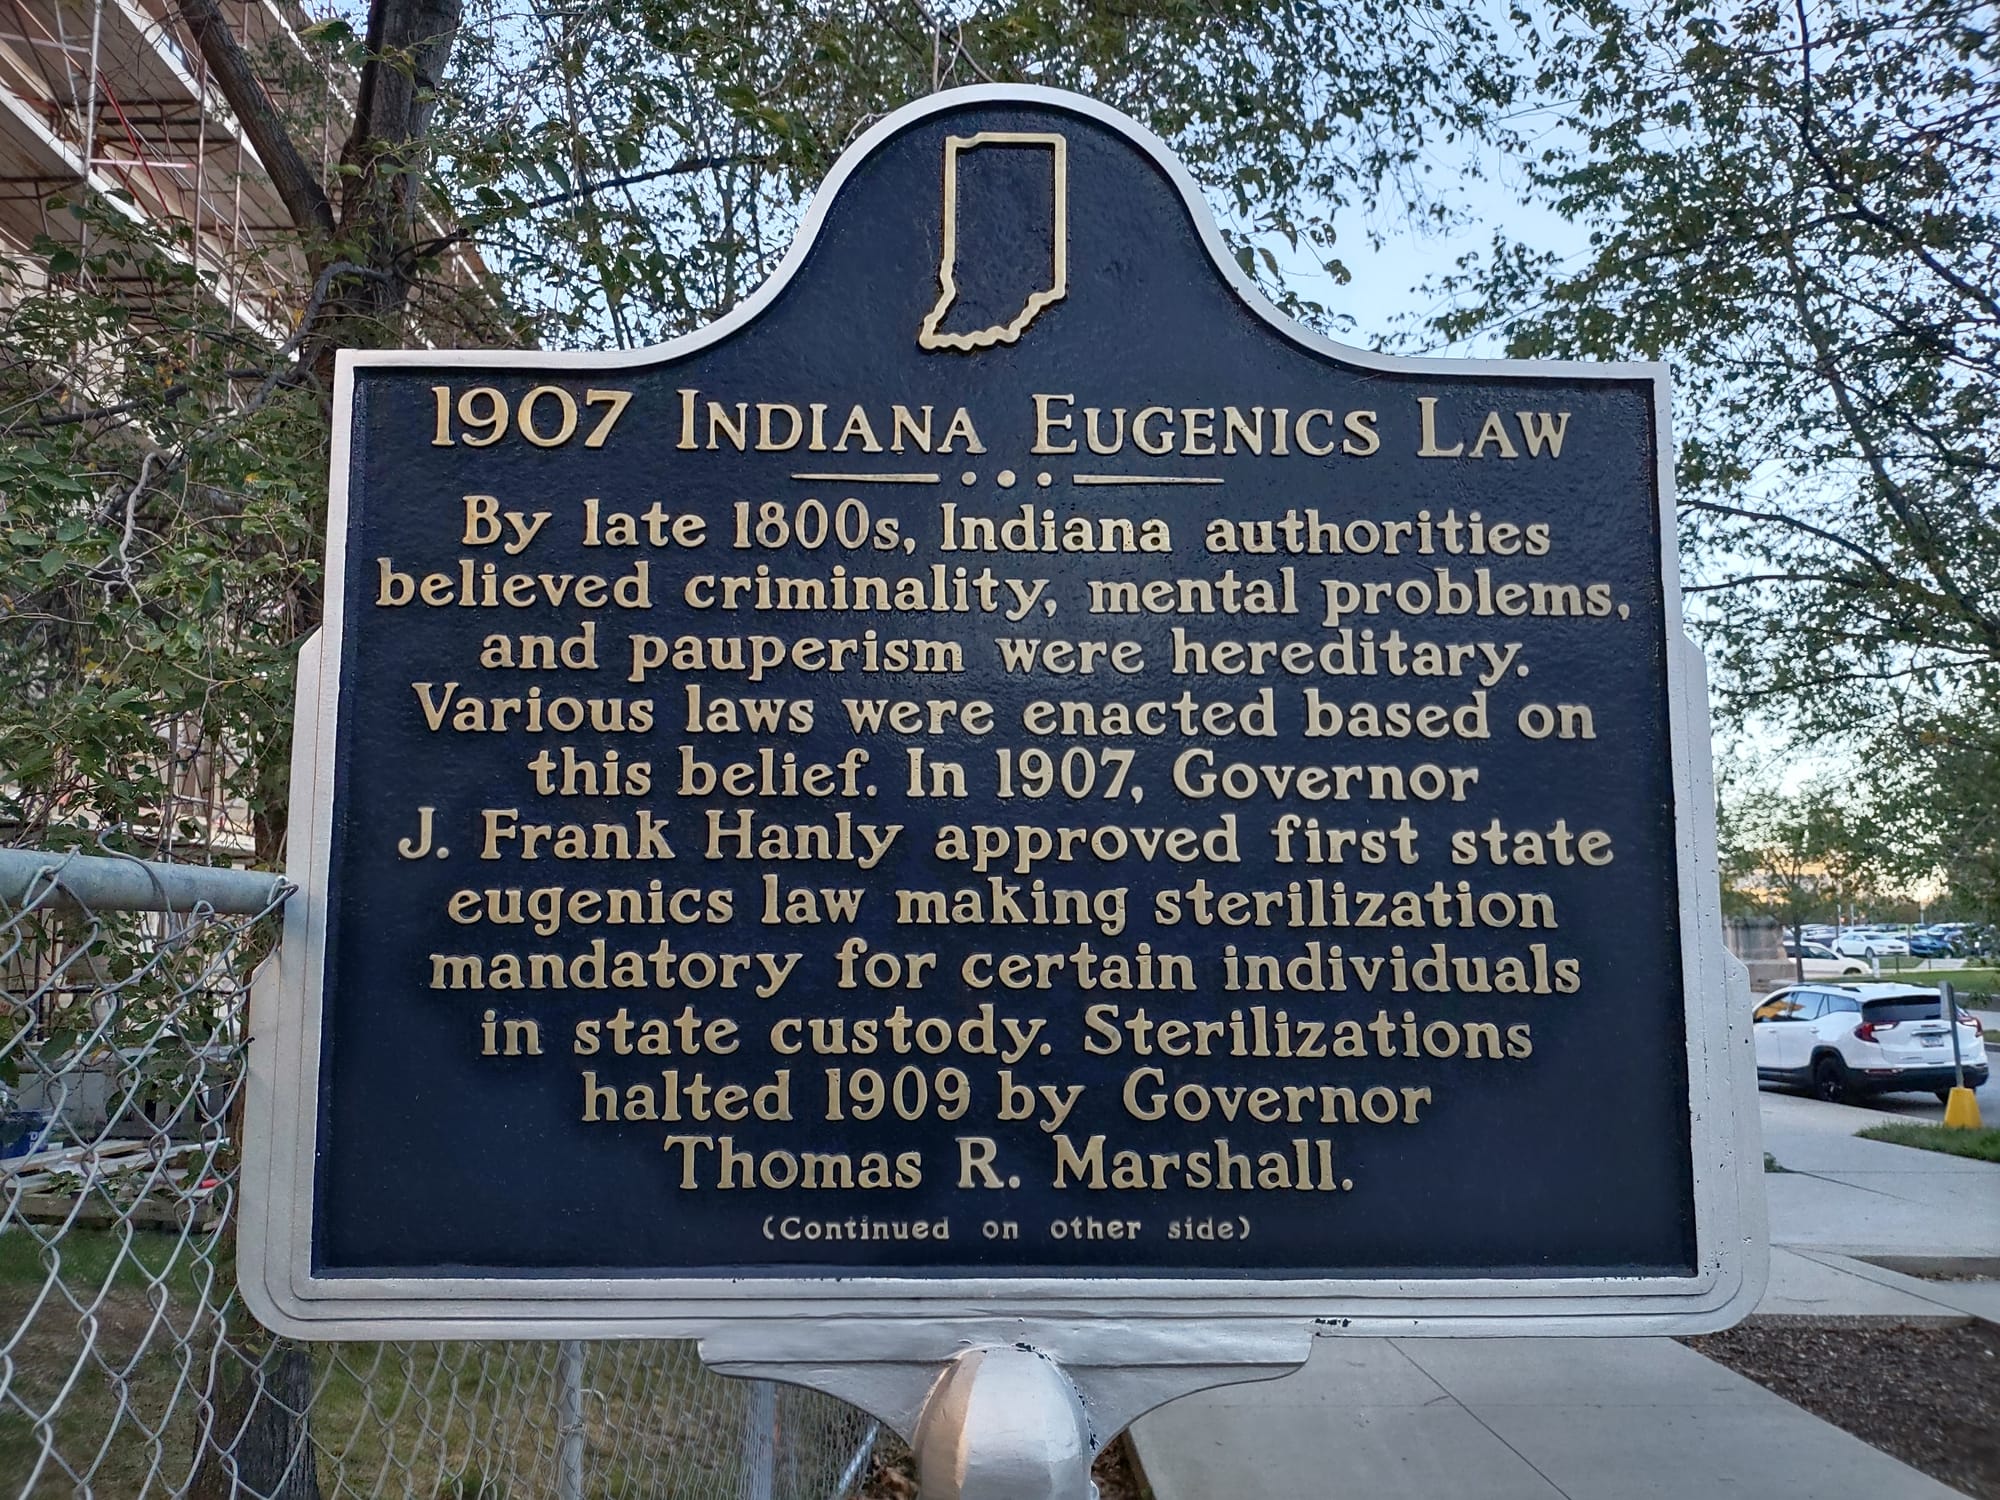 1907 INDIANA EUGENICS LAW
By late 1800s, Indiana authorities
believed criminality, mental problems,
and pauperism were hereditary.
Various laws were enacted based on
this belief. In 1907, Governor
J. Frank Hanly approved first state
eugenics law making sterilization
mandatory for certain individuals
in state custody. Sterilizations
halted 1909 by Governor
Thomas R. Marshall.
(Continued on other side)